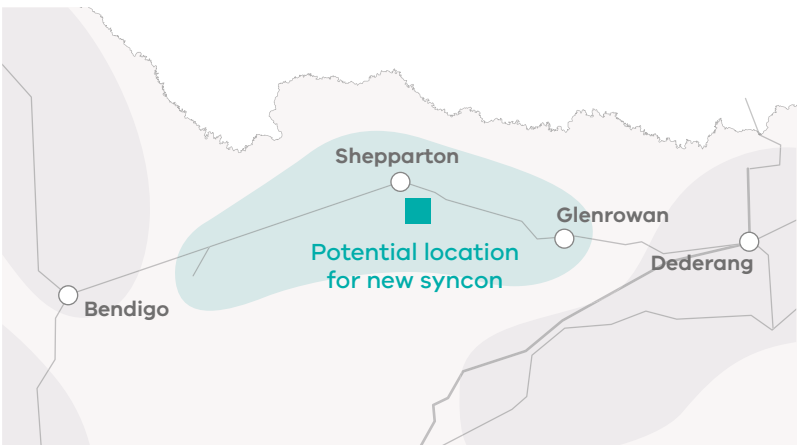 Shepparton
Glenrowan
Potential location
for new syncon
Dederang
Bendigo